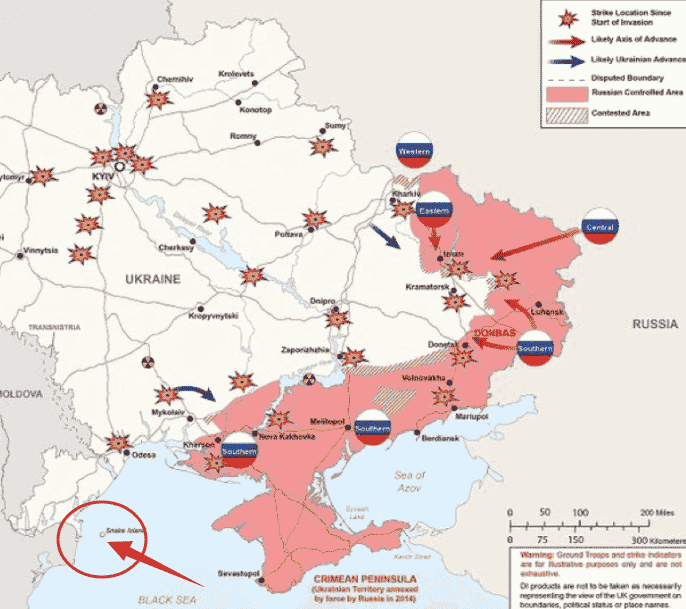 Strike Location Since
Start of Invasion
Likely Axis of Advance
Likely Ukrainian Advance
Disputed Boundary
Russian Controlled Area
Contested Area
Chernihiv
Krolevets
Konotop
Romny
Sumy
Western
KYIV
Kharkiv
Eastern
Central
Poltava
Dnieper River
Vinnytsia
Cherkasy
Izium
UKRAINE
Kramatorsk
Dnipro
Luhansk
Kropyvnytskyi
TRANSNISTRIA
RUSSIA
DONBAS
Donetsk
Southern
Zaporizhzhia
Volnovakha
MOLDOVA
Mykolaiv
Mariupol
Melitopol
Southern
Kherson
Nova Kakhovka
Berdiansk
Southern
Odesa
Sea of
Azov
Syvash
Lake
Snake Island
0 50 100 200 Miles
0 75 150 300 Kilometers
Kerch Strait
Sevastopol
CRIMEAN PENINSULA
(Ukrainian Territory annexed
by force by Russia in 2014)
BLACK SEA
Warning: Ground Troops and strike indicators
are for illustrative purposes only and are not
exhaustive.
DI products are not to be taken as necessarily
representing the view of the UK government on
boundaries, political status or place names.